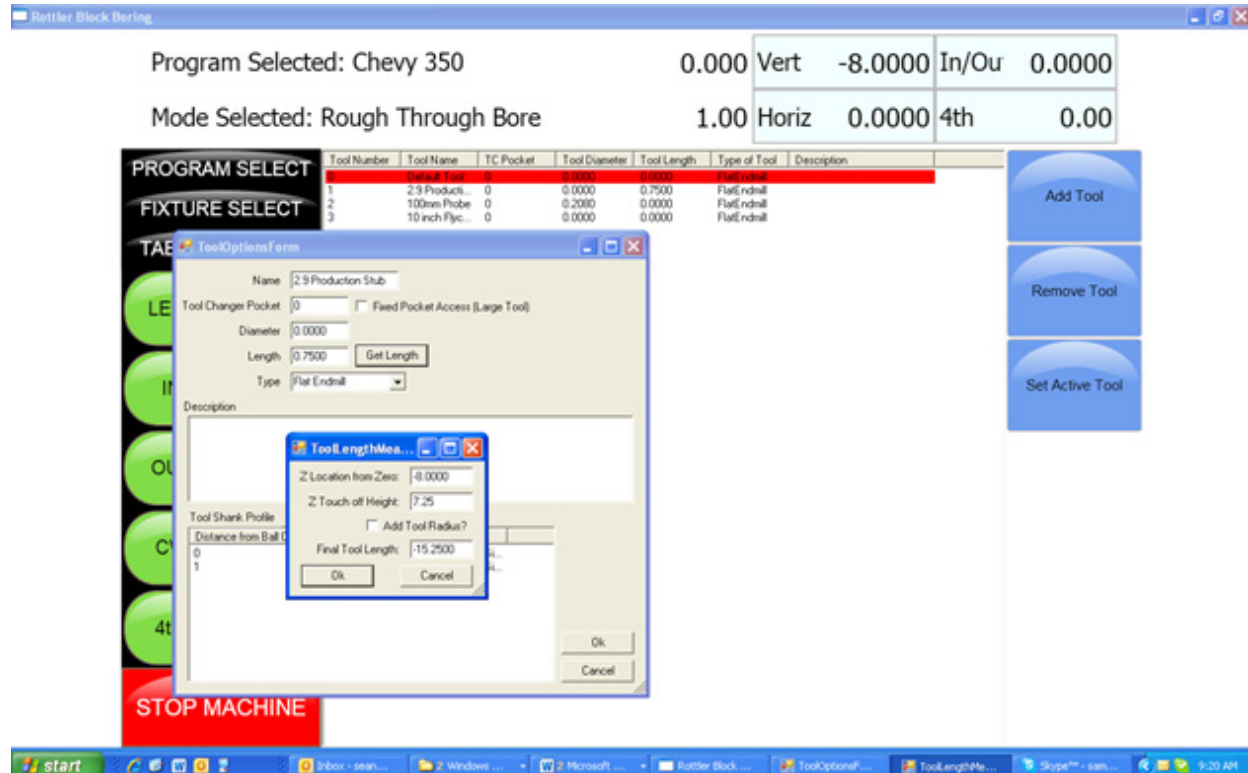 Rottler Block Boring
Program Selected: Chevy 350
0.000 Vert -8.0000 In/Our 0.0000
Mode Selected: Rough Through Bore
1.00 Horiz 0.0000 4th 0.00
PROGRAM SELECT
FIXTURE SELECT
Tool Number Tool Name TC Pocket Tool Diameter Tool Length Type of Tool Description
0 Default Tool 0 0.0000 0.0000 FlatEndmill
1 2.9 Producti... 0 0.0000 0.7500 FlatEndmill
2 100mm Probe 0 0.2080 0.0000 FlatEndmill
3 10 inch Flyc... 0 0.0000 0.0000 FlatEndmill
Add Tool
Remove Tool
Set Active Tool
ToolOptionsForm
Name 2.9 Production Stub
Tool Changer Pocket 0 Fixed Pocket Access (Large Tool)
Diameter 0.0000
Length 0.7500 Get Length
Type Flat Endmill
Description
ToolLengthMea...
Z Location from Zero: -8.0000
Z Touch off Height: 7.25
Add Tool Radius?
Final Tool Length: -15.2500
Ok Cancel
Tool Shank Profile
Distance from Ball
0
1
Ok
Cancel
STOP MACHINE
start Inbox - sean... 2 Windows ... 2 Microsoft ... Rottler Block ... ToolOptionsF... ToolLengthMe... Skype™ - sam... 9:20 AM